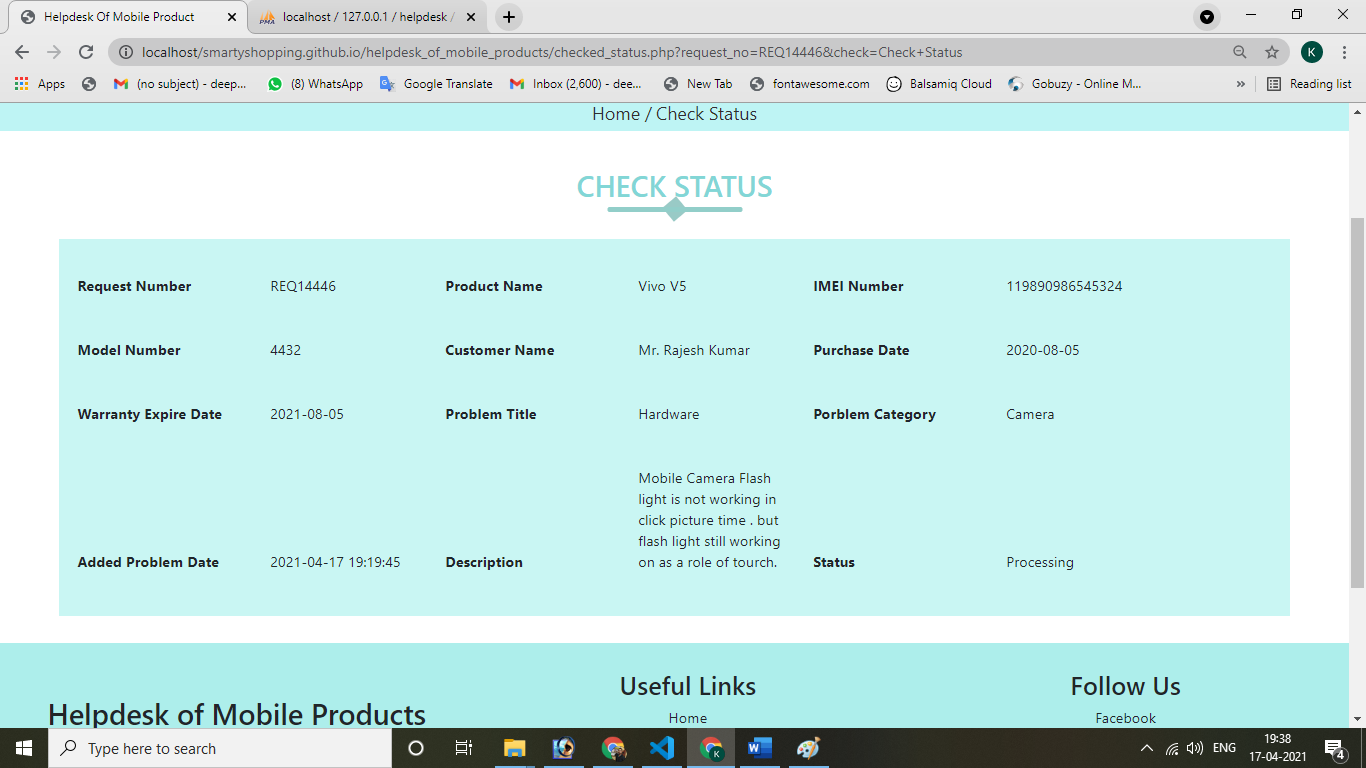 Helpdesk Of Mobile Product
localhost / 127.0.0.1 / helpdesk /
localhost/smartyshopping.github.io/helpdesk_of_mobile_products/checked_status.php?request_no=REQ14446&check=Check+Status
K
Apps
(no subject) - deep...
(8) WhatsApp
Google Translate
Inbox (2,600) - dee...
New Tab
fontawesome.com
Balsamiq Cloud
Gobuzy - Online M...
»
Reading list
Home / Check Status
CHECK STATUS
Request Number REQ14446 Product Name Vivo V5 IMEI Number 119890986545324
Model Number 4432 Customer Name Mr. Rajesh Kumar Purchase Date 2020-08-05
Warranty Expire Date 2021-08-05 Problem Title Hardware Porblem Category Camera
Mobile Camera Flash
light is not working in
click picture time . but
flash light still working
Added Problem Date 2021-04-17 19:19:45 Description on as a role of tourch. Status Processing
Helpdesk of Mobile Products
Useful Links
Home
Follow Us
Facebook
Type here to search
ENG
19:38
17-04-2021
4